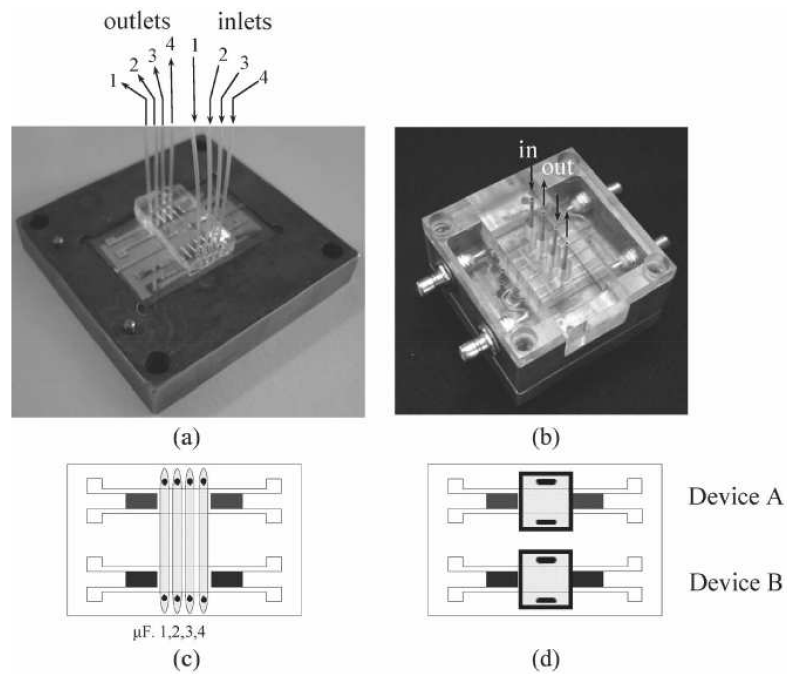 outlets inlets
1 2 3 4 1 2 3 4
in
out
(a) (b)
Device A
Device B
μF. 1,2,3,4
(c) (d)